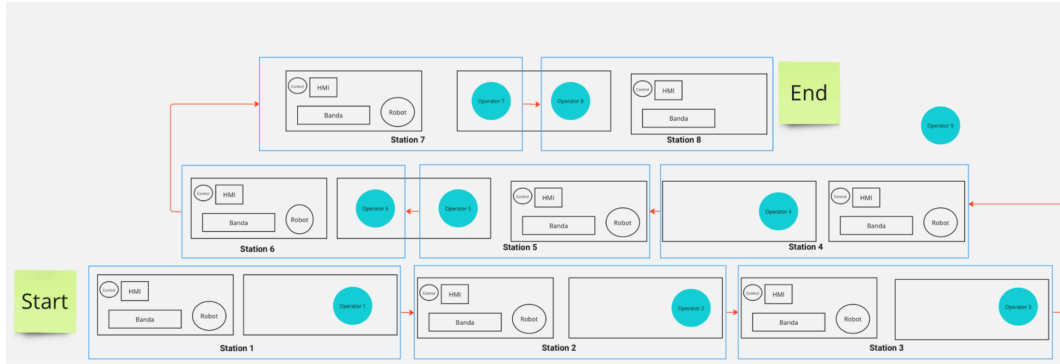 End
Control
HMI
Banda
Robot
Operator 7
Operator 8
Control
HMI
Banda
Station 7
Station 8
Operator 9
Control
HMI
Banda
Robot
Operator 6
Operator 5
Control
HMI
Banda
Robot
Operator 4
Control
HMI
Banda
Robot
Station 6
Station 5
Station 4
Start
Control
HMI
Banda
Robot
Operator 1
Control
HMI
Banda
Robot
Operator 2
Control
HMI
Banda
Robot
Operator 3
Station 1
Station 2
Station 3